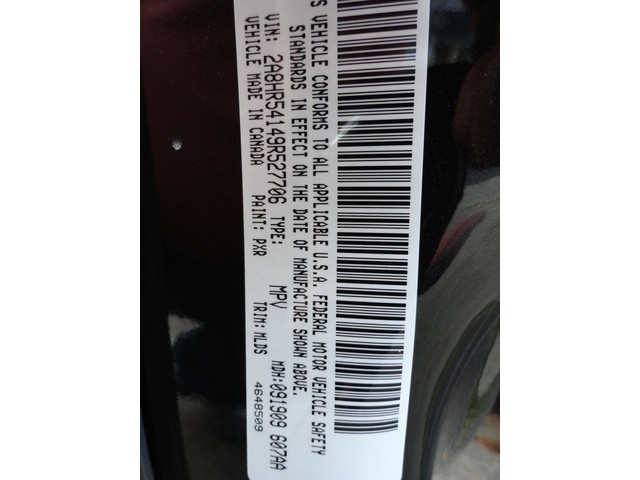 S VEHICLE CONFORMS TO ALL APPLICABLE U.S.A. FEDERAL MOTOR VEHICLE SAFETY
STANDARDS IN EFFECT ON THE DATE OF MANUFACTURE SHOWN ABOVE.
VIN: 2A8HR54149R527706 TYPE: MPV MDH:091909 607AA
VEHICLE MADE IN CANADA PAINT: PXR TRIM: MLDS 4648509